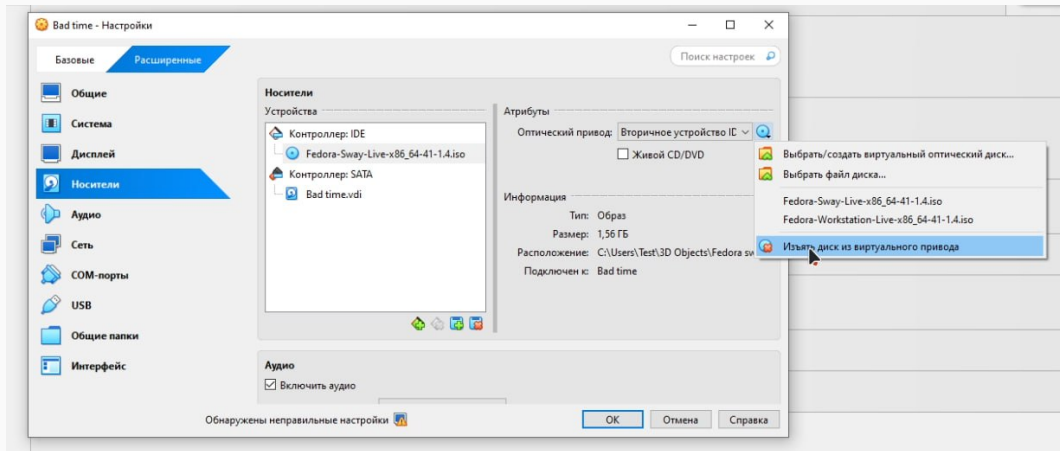 Bad time - Настройки
Базовые
Расширенные
Поиск настроек
Общие
Система
Дисплей
Носители
Аудио
Сеть
COM-порты
USB
Общие папки
Интерфейс
Носители
Устройства
Контроллер: IDE
Fedora-Sway-Live-x86_64-41-1.4.iso
Контроллер: SATA
Bad time.vdi
Атрибуты
Оптический привод: Вторичное устройство IC
Живой CD/DVD
Информация
Тип: Образ
Размер: 1,56 ГБ
Расположение: C:\Users\Test\3D Objects\Fedora sw
Подключен к: Bad time
Выбрать/создать виртуальный оптический диск...
Выбрать файл диска...
Fedora-Sway-Live-x86_64-41-1.4.iso
Fedora-Workstation-Live-x86_64-41-1.4.iso
Изъять диск из виртуального привода
Аудио
Включить аудио
Обнаружены неправильные настройки
OK
Отмена
Справка